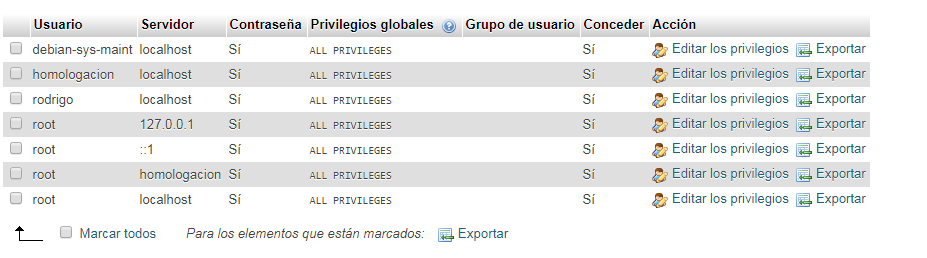 Usuario Servidor Contraseña Privilegios globales Grupo de usuario Conceder Acción
debian-sys-maint localhost Sí ALL PRIVILEGES Sí Editar los privilegios Exportar
homologacion localhost Sí ALL PRIVILEGES Sí Editar los privilegios Exportar
rodrigo localhost Sí ALL PRIVILEGES Sí Editar los privilegios Exportar
root 127.0.0.1 Sí ALL PRIVILEGES Sí Editar los privilegios Exportar
root ::1 Sí ALL PRIVILEGES Sí Editar los privilegios Exportar
root homologacion Sí ALL PRIVILEGES Sí Editar los privilegios Exportar
root localhost Sí ALL PRIVILEGES Sí Editar los privilegios Exportar
Marcar todos Para los elementos que están marcados: Exportar